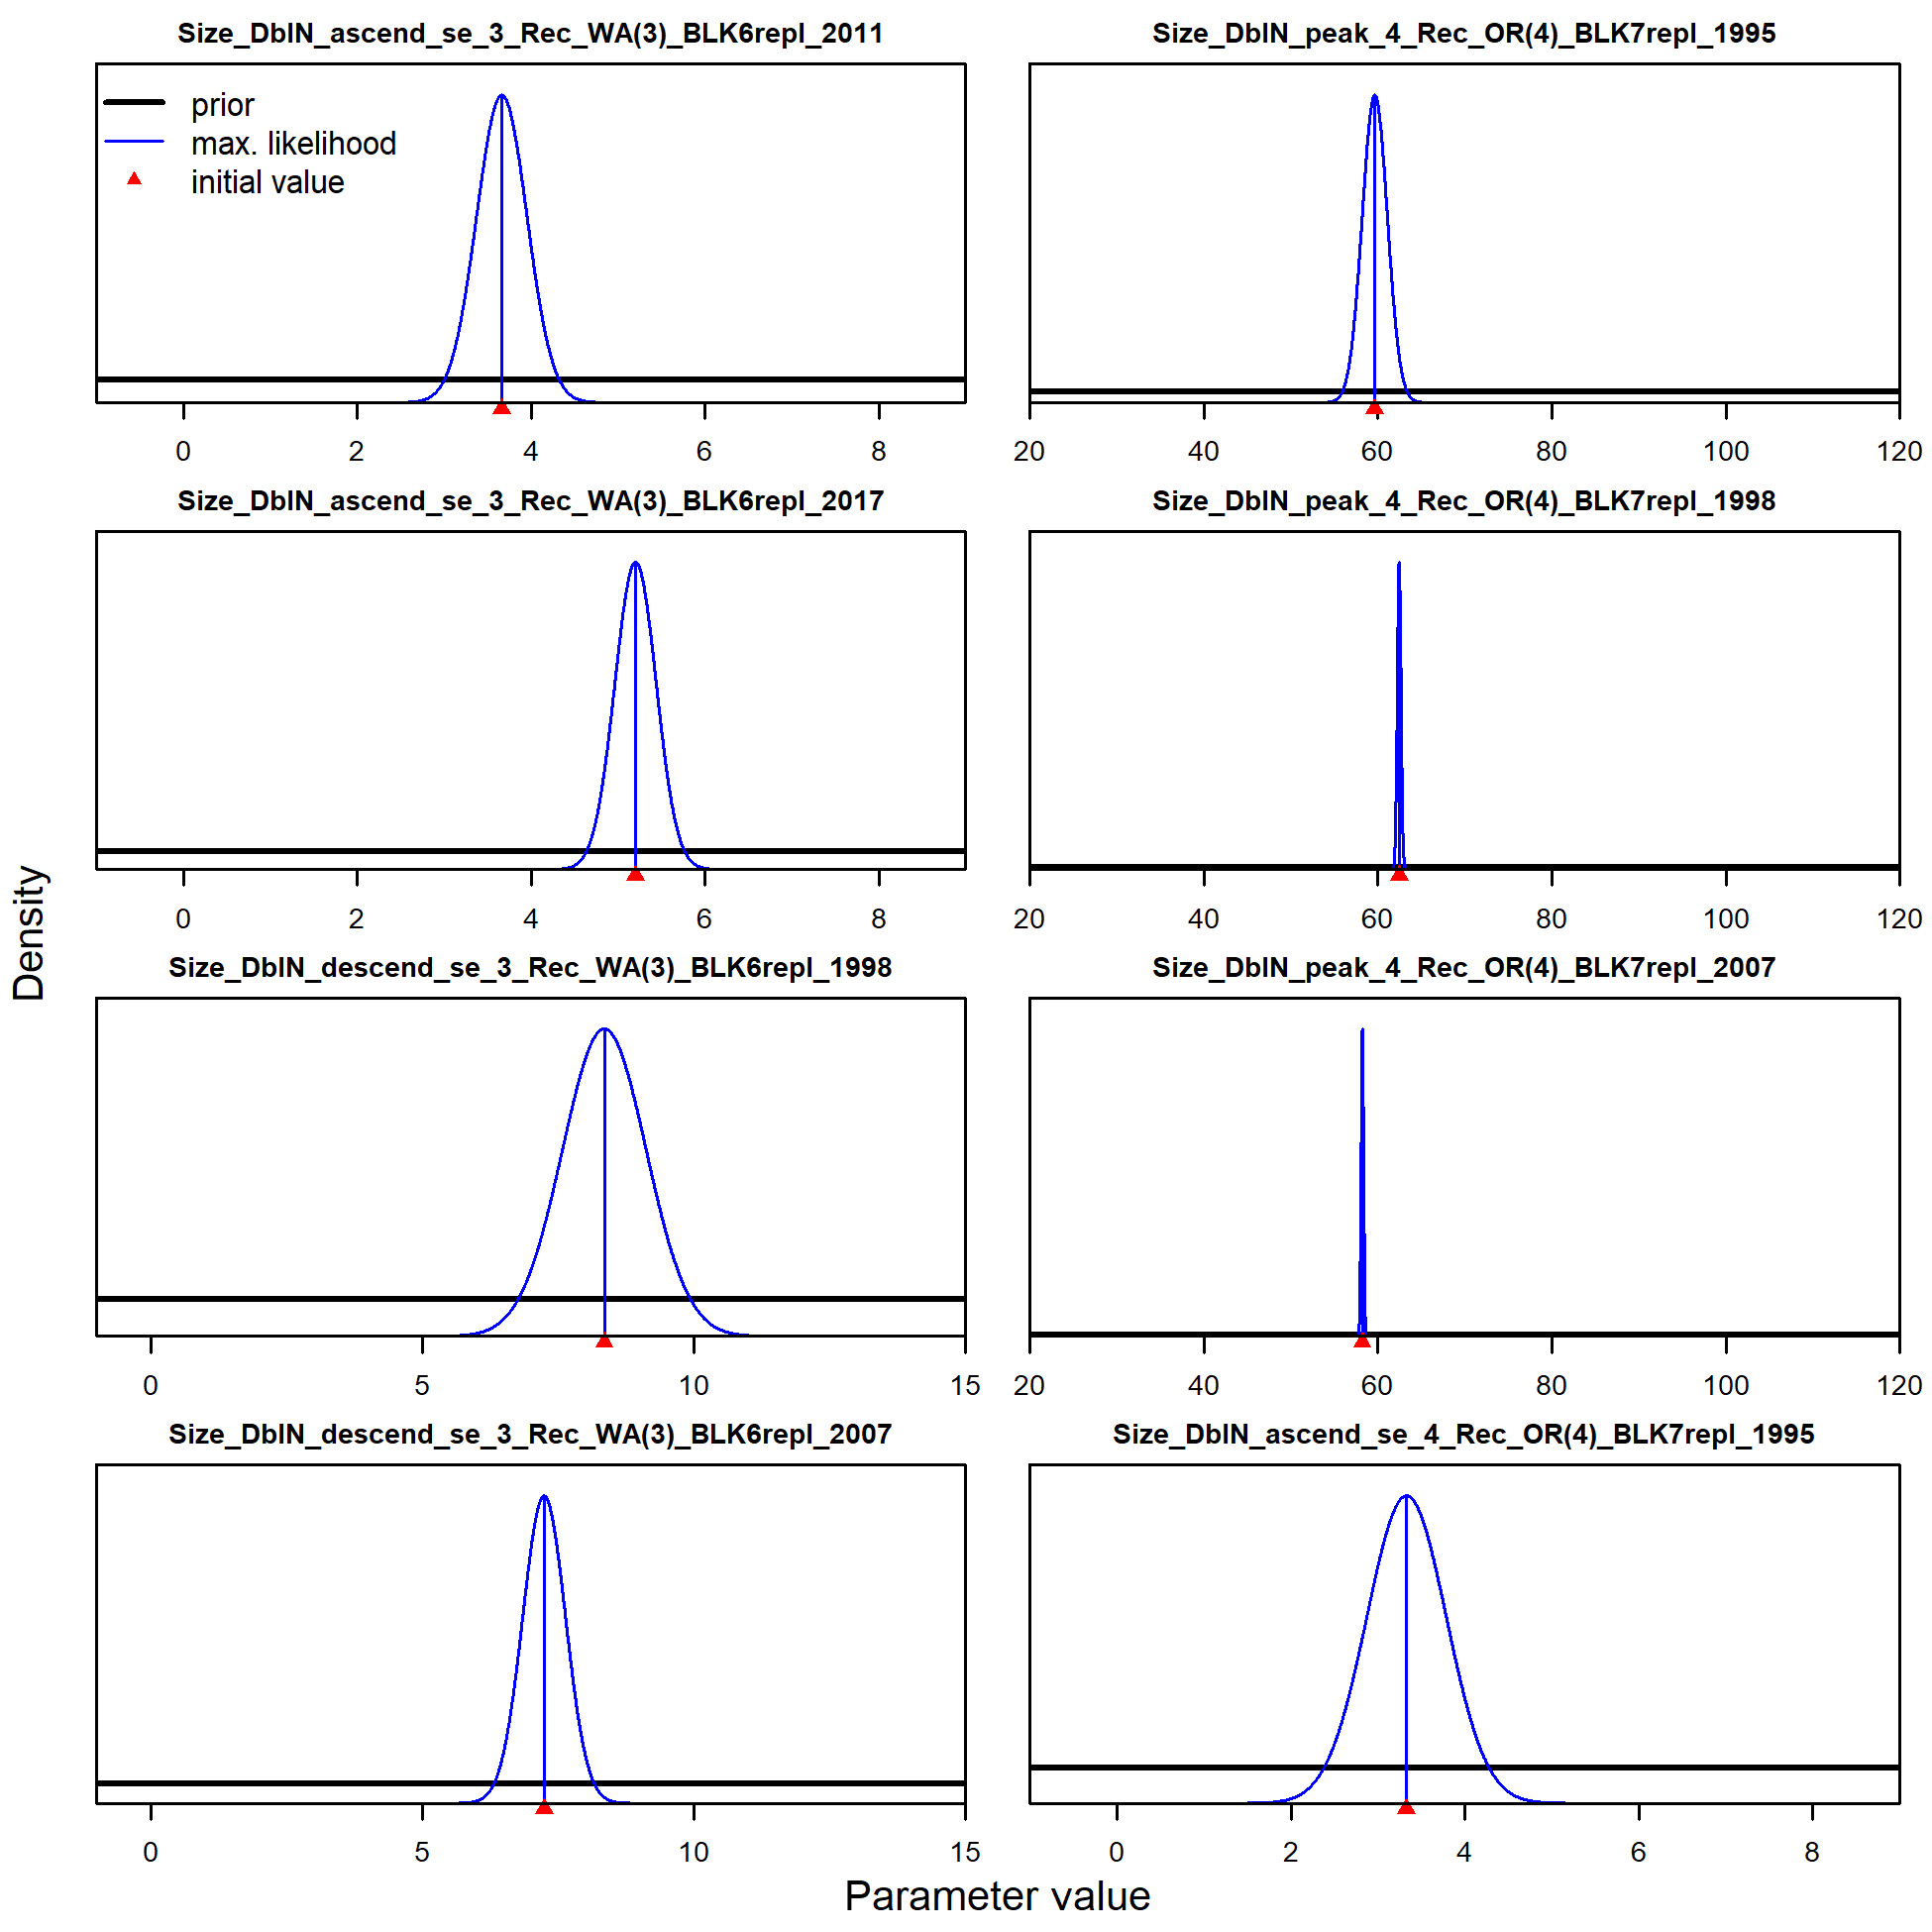 Size_DblN_ascend_se_3_Rec_WA(3)_BLK6repl_2011
prior
max. likelihood
initial value
0 2 4 6 8
Size_DblN_peak_4_Rec_OR(4)_BLK7repl_1995
20 40 60 80 100 120
Size_DblN_ascend_se_3_Rec_WA(3)_BLK6repl_2017
0 2 4 6 8
Size_DblN_peak_4_Rec_OR(4)_BLK7repl_1998
20 40 60 80 100 120
Size_DblN_descend_se_3_Rec_WA(3)_BLK6repl_1998
0 5 10 15
Size_DblN_peak_4_Rec_OR(4)_BLK7repl_2007
20 40 60 80 100 120
Size_DblN_descend_se_3_Rec_WA(3)_BLK6repl_2007
0 5 10 15
Size_DblN_ascend_se_4_Rec_OR(4)_BLK7repl_1995
0 2 4 6 8
Density
Parameter value